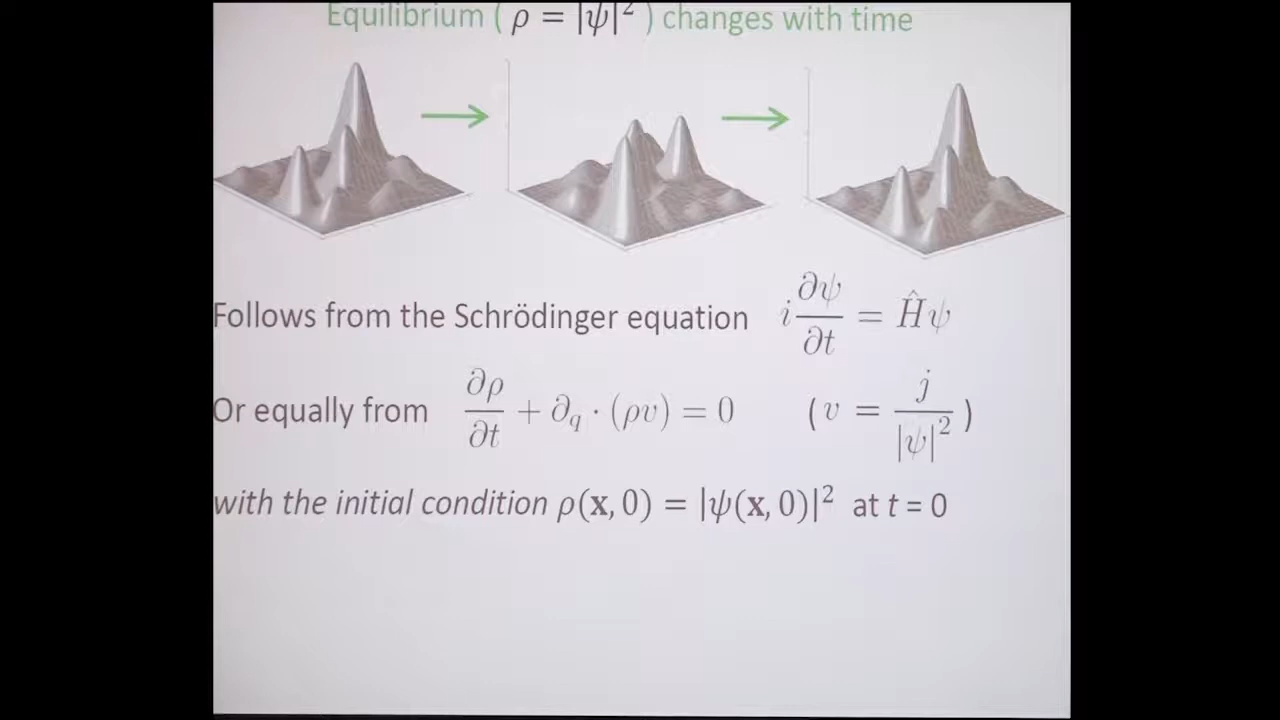 Equilibrium ( ρ = |ψ|² ) changes with time
Follows from the Schrödinger equation i ∂ψ/∂t = Ĥψ
Or equally from ∂ρ/∂t + ∂_q · (ρv) = 0 ( v = j/|ψ|² )
with the initial condition ρ(𝐱, 0) = |ψ(𝐱, 0)|² at t = 0